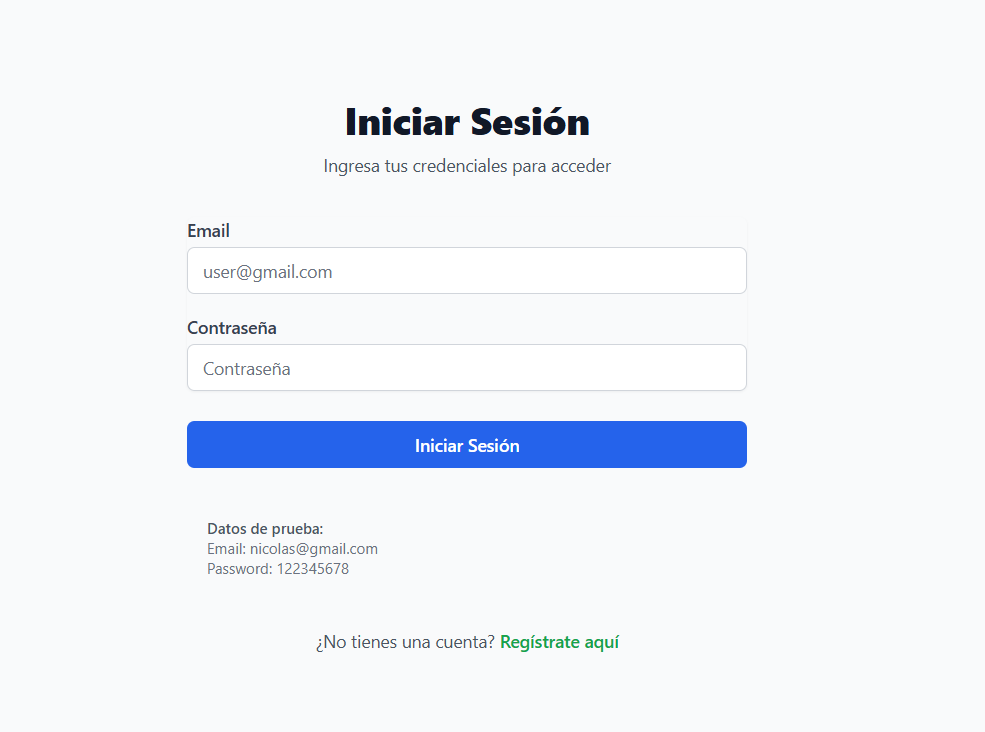 Iniciar Sesión
Ingresa tus credenciales para acceder
Email
user@gmail.com
Contraseña
Contraseña
Iniciar Sesión
Datos de prueba:
Email: nicolas@gmail.com
Password: 122345678
¿No tienes una cuenta? Regístrate aquí